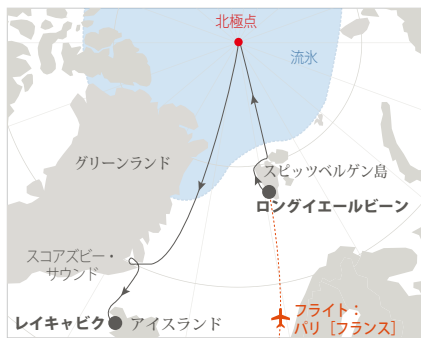 北極点
流氷
グリーンランド
スピッツベルゲン島
ロングイエールビーン
スコアズビー・
サウンド
フライト：
パリ［フランス］
レイキャビク
アイスランド